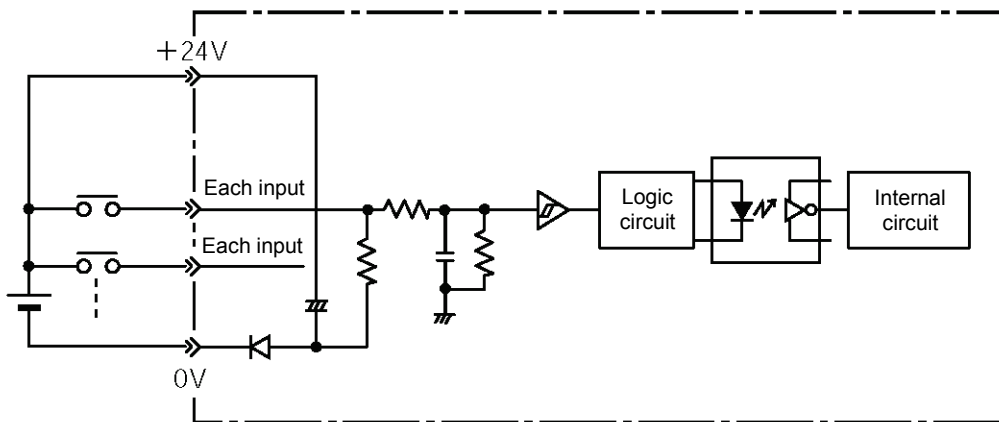 +24V
Each input
Each input
Logic
circuit
Internal
circuit
0V